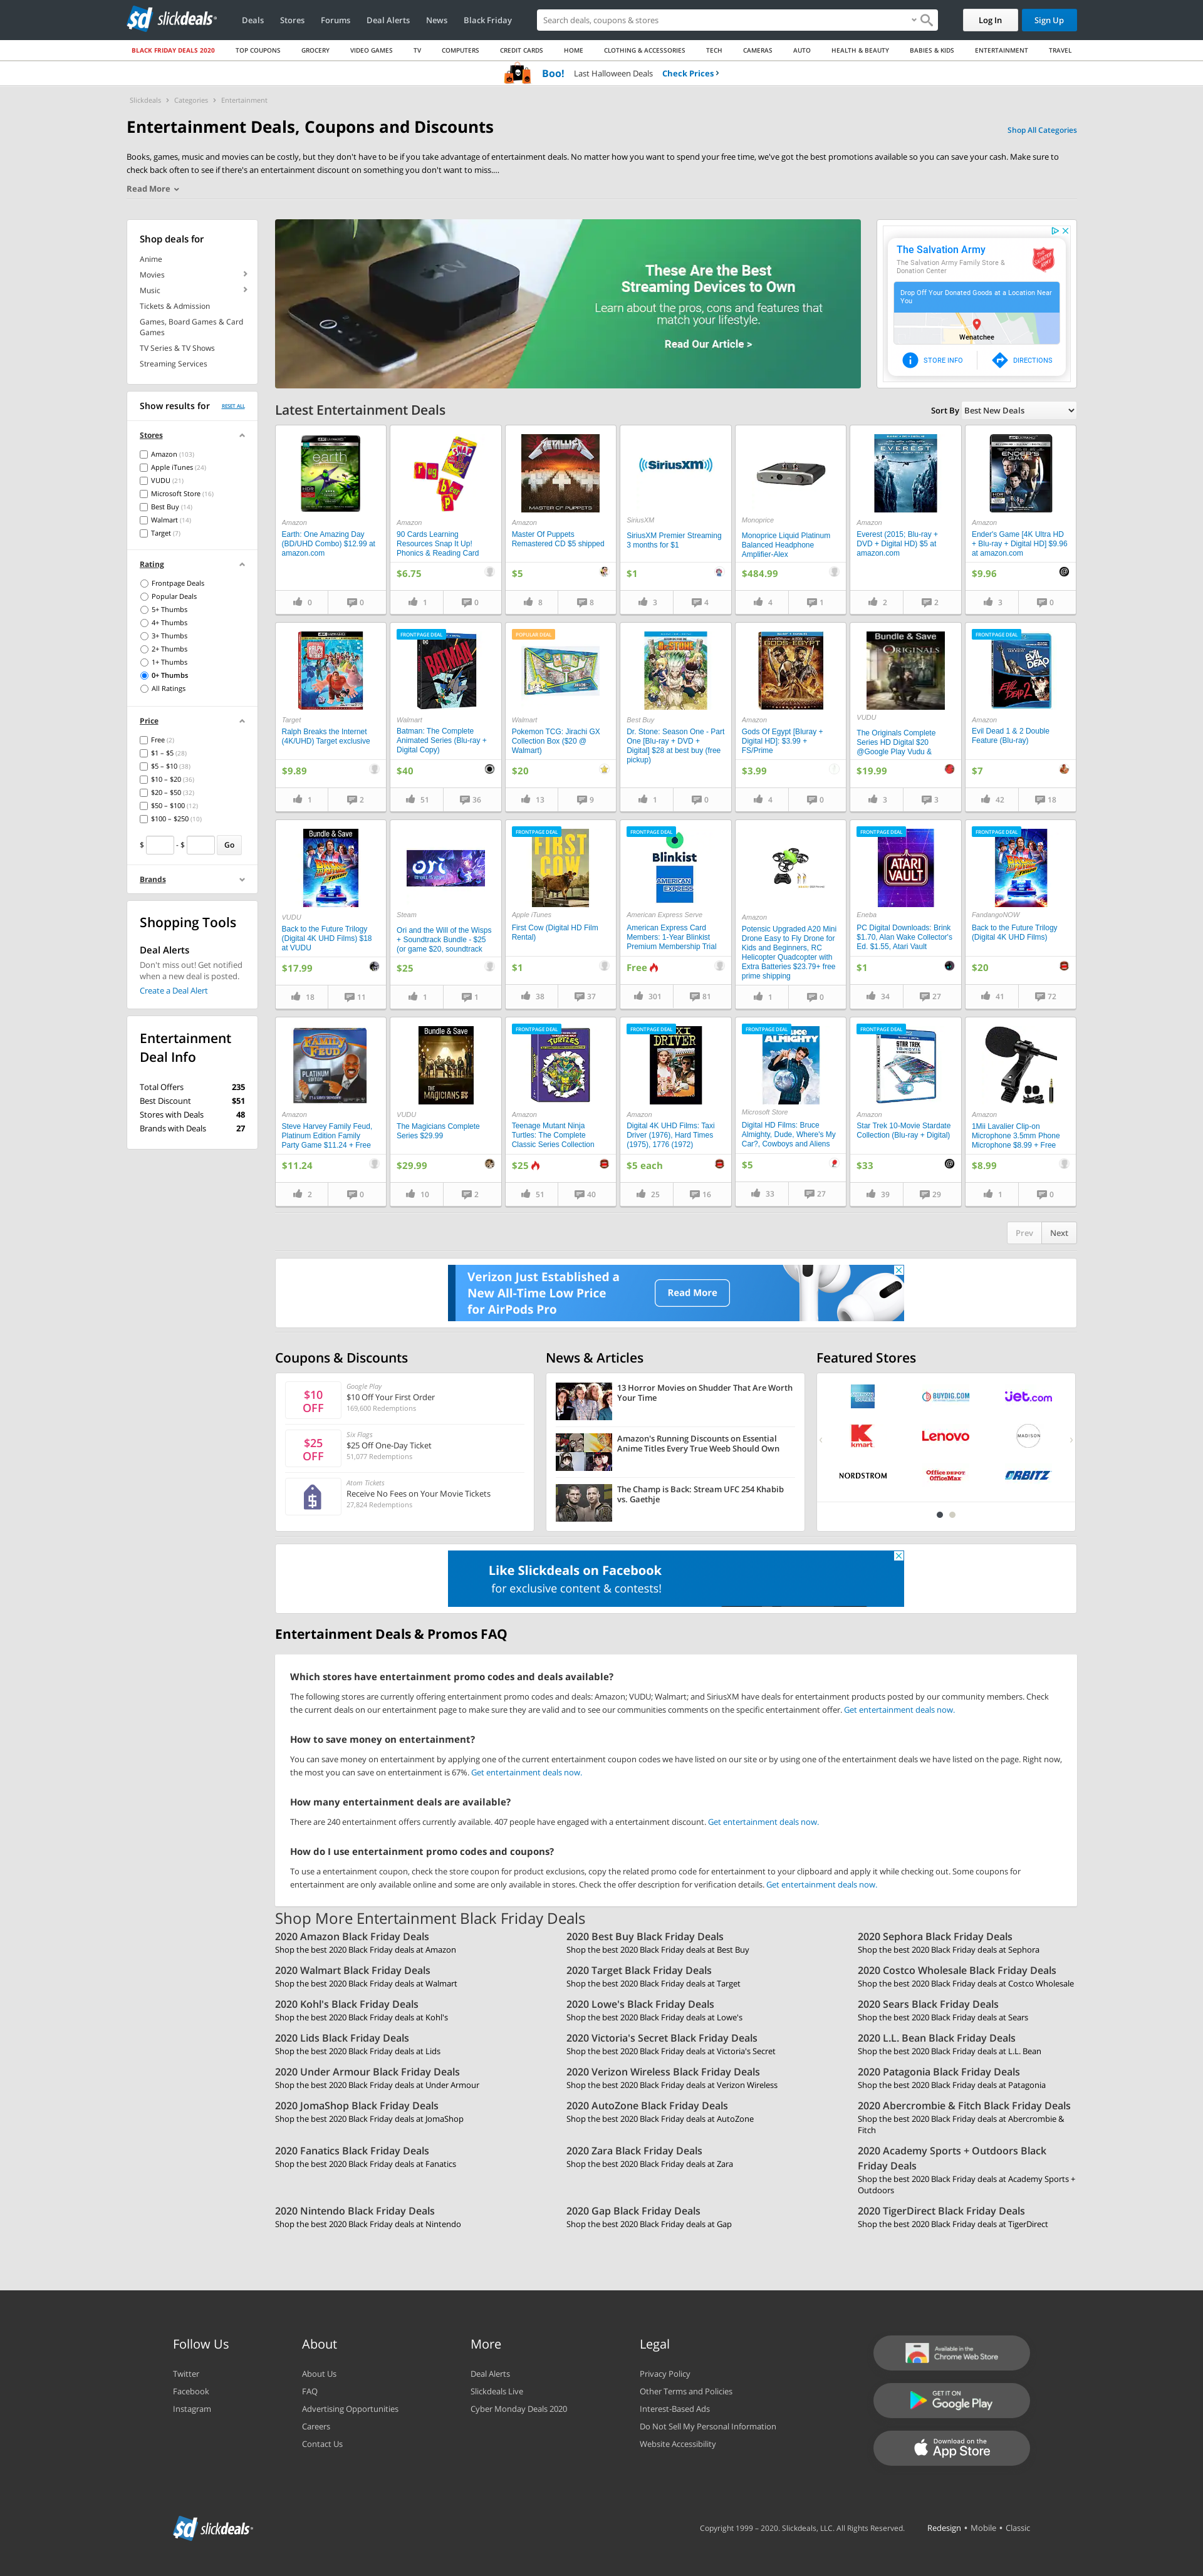 sd slickdeals
Deals
Stores
Forums
Deal Alerts
News
Black Friday
Search deals, coupons & stores
Log In
Sign Up
BLACK FRIDAY DEALS 2020
TOP COUPONS
GROCERY
VIDEO GAMES
TV
COMPUTERS
CREDIT CARDS
HOME
CLOTHING & ACCESSORIES
TECH
CAMERAS
AUTO
HEALTH & BEAUTY
BABIES & KIDS
ENTERTAINMENT
TRAVEL
Boo! Last Halloween Deals Check Prices
Slickdeals > Categories > Entertainment
Entertainment Deals, Coupons and Discounts
Shop All Categories
Books, games, music and movies can be costly, but they don't have to be if you take advantage of entertainment deals. No matter how you want to spend your free time, we've got the best promotions available so you can save your cash. Make sure to
check back often to see if there's an entertainment discount on something you don't want to miss....
Read More
Shop deals for
Anime
Movies
Music
Tickets & Admission
Games, Board Games & Card
Games
TV Series & TV Shows
Streaming Services
These Are the Best
Streaming Devices to Own
Learn about the pros, cons and features that
match your lifestyle.
Read Our Article >
The Salvation Army
The Salvation Army Family Store &
Donation Center
Drop Off Your Donated Goods at a Location Near
You
Wenatchee
STORE INFO
DIRECTIONS
Show results for
RESET ALL
Stores
Amazon (103)
Apple iTunes (24)
VUDU (21)
Microsoft Store (16)
Best Buy (14)
Walmart (14)
Target (7)
Rating
Frontpage Deals
Popular Deals
5+ Thumbs
4+ Thumbs
3+ Thumbs
2+ Thumbs
1+ Thumbs
0+ Thumbs
All Ratings
Price
Free (2)
$1 – $5 (28)
$5 – $10 (38)
$10 – $20 (36)
$20 – $50 (32)
$50 – $100 (12)
$100 – $250 (10)
$ - $ Go
Brands
Shopping Tools
Deal Alerts
Don't miss out! Get notified
when a new deal is posted.
Create a Deal Alert
Entertainment
Deal Info
Total Offers 235
Best Discount $51
Stores with Deals 48
Brands with Deals 27
Latest Entertainment Deals
Sort By Best New Deals
Amazon
Earth: One Amazing Day
(BD/UHD Combo) $12.99 at
amazon.com
0 0
Amazon
90 Cards Learning
Resources Snap It Up!
Phonics & Reading Card
$6.75
1 0
METALLICA
MASTER OF PUPPETS
Amazon
Master Of Puppets
Remastered CD $5 shipped
$5
8 8
SiriusXM
SiriusXM
SiriusXM Premier Streaming
3 months for $1
$1
3 4
Monoprice
Monoprice Liquid Platinum
Balanced Headphone
Amplifier-Alex
$484.99
4 1
EVEREST
Amazon
Everest (2015; Blu-ray +
DVD + Digital HD) $5 at
amazon.com
2 2
Amazon
Ender's Game [4K Ultra HD
+ Blu-ray + Digital HD] $9.96
at amazon.com
$9.96
3 0
Target
Ralph Breaks the Internet
(4K/UHD) Target exclusive
$9.89
1 2
FRONTPAGE DEAL
BATMAN
Walmart
Batman: The Complete
Animated Series (Blu-ray +
Digital Copy)
$40
51 36
POPULAR DEAL
Walmart
Pokemon TCG: Jirachi GX
Collection Box ($20 @
Walmart)
$20
13 9
Dr.STONE
Best Buy
Dr. Stone: Season One - Part
One [Blu-ray + DVD +
Digital] $28 at best buy (free
pickup)
1 0
GODS OF EGYPT
Amazon
Gods Of Egypt [Bluray +
Digital HD]: $3.99 +
FS/Prime
$3.99
4 0
Bundle & Save
ORIGINALS
VUDU
The Originals Complete
Series HD Digital $20
@Google Play Vudu &
$19.99
3 3
FRONTPAGE DEAL
EVIL DEAD
EVIL DEAD 2
Amazon
Evil Dead 1 & 2 Double
Feature (Blu-ray)
$7
42 18
Bundle & Save
VUDU
Back to the Future Trilogy
(Digital 4K UHD Films) $18
at VUDU
$17.99
18 11
ori
Steam
Ori and the Will of the Wisps
+ Soundtrack Bundle - $25
(or game $20, soundtrack
$25
1 1
FRONTPAGE DEAL
FIRST
COW
Apple iTunes
First Cow (Digital HD Film
Rental)
$1
38 37
FRONTPAGE DEAL
Blinkist
AMERICAN
EXPRESS
American Express Serve
American Express Card
Members: 1-Year Blinkist
Premium Membership Trial
Free
301 81
Amazon
Potensic Upgraded A20 Mini
Drone Easy to Fly Drone for
Kids and Beginners, RC
Helicopter Quadcopter with
Extra Batteries $23.79+ free
prime shipping
1 0
FRONTPAGE DEAL
ATARI
VAULT
Eneba
PC Digital Downloads: Brink
$1.70, Alan Wake Collector's
Ed. $1.55, Atari Vault
$1
34 27
FRONTPAGE DEAL
FandangoNOW
Back to the Future Trilogy
(Digital 4K UHD Films)
$20
41 72
FAMILY
FEUD
PLATINUM
EDITION
Amazon
Steve Harvey Family Feud,
Platinum Edition Family
Party Game $11.24 + Free
$11.24
2 0
Bundle & Save
THE
MAGICIANS
VUDU
The Magicians Complete
Series $29.99
$29.99
10 2
FRONTPAGE DEAL
TURTLES
Amazon
Teenage Mutant Ninja
Turtles: The Complete
Classic Series Collection
$25
51 40
FRONTPAGE DEAL
TAXI
DRIVER
Amazon
Digital 4K UHD Films: Taxi
Driver (1976), Hard Times
(1975), 1776 (1972)
$5 each
25 16
FRONTPAGE DEAL
BRUCE
ALMIGHTY
Microsoft Store
Digital HD Films: Bruce
Almighty, Dude, Where's My
Car?, Cowboys and Aliens
$5
33 27
FRONTPAGE DEAL
STAR TREK
Amazon
Star Trek 10-Movie Stardate
Collection (Blu-ray + Digital)
$33
39 29
Amazon
1Mii Lavalier Clip-on
Microphone 3.5mm Phone
Microphone $8.99 + Free
$8.99
1 0
Prev Next
Verizon Just Established a
New All-Time Low Price
for AirPods Pro
Read More
Coupons & Discounts
$10
OFF
Google Play
$10 Off Your First Order
169,600 Redemptions
$25
OFF
Six Flags
$25 Off One-Day Ticket
51,077 Redemptions
Atom Tickets
Receive No Fees on Your Movie Tickets
27,824 Redemptions
News & Articles
13 Horror Movies on Shudder That Are Worth
Your Time
Amazon's Running Discounts on Essential
Anime Titles Every True Weeb Should Own
The Champ is Back: Stream UFC 254 Khabib
vs. Gaethje
Featured Stores
AMERICAN
EXPRESS
BUYDIG.COM
jet.com
kmart
Lenovo
MADISON
NORDSTROM
Office DEPOT
OfficeMax
ORBITZ
Like Slickdeals on Facebook
for exclusive content & contests!
Entertainment Deals & Promos FAQ
Which stores have entertainment promo codes and deals available?
The following stores are currently offering entertainment promo codes and deals: Amazon; VUDU; Walmart; and SiriusXM have deals for entertainment products posted by our community members. Check
the current deals on our entertainment page to make sure they are valid and to see our communities comments on the specific entertainment offer. Get entertainment deals now.
How to save money on entertainment?
You can save money on entertainment by applying one of the current entertainment coupon codes we have listed on our site or by using one of the entertainment deals we have listed on the page. Right now,
the most you can save on entertainment is 67%. Get entertainment deals now.
How many entertainment deals are available?
There are 240 entertainment offers currently available. 407 people have engaged with a entertainment discount. Get entertainment deals now.
How do I use entertainment promo codes and coupons?
To use a entertainment coupon, check the store coupon for product exclusions, copy the related promo code for entertainment to your clipboard and apply it while checking out. Some coupons for
entertainment are only available online and some are only available in stores. Check the offer description for verification details. Get entertainment deals now.
Shop More Entertainment Black Friday Deals
2020 Amazon Black Friday Deals
Shop the best 2020 Black Friday deals at Amazon
2020 Best Buy Black Friday Deals
Shop the best 2020 Black Friday deals at Best Buy
2020 Sephora Black Friday Deals
Shop the best 2020 Black Friday deals at Sephora
2020 Walmart Black Friday Deals
Shop the best 2020 Black Friday deals at Walmart
2020 Target Black Friday Deals
Shop the best 2020 Black Friday deals at Target
2020 Costco Wholesale Black Friday Deals
Shop the best 2020 Black Friday deals at Costco Wholesale
2020 Kohl's Black Friday Deals
Shop the best 2020 Black Friday deals at Kohl's
2020 Lowe's Black Friday Deals
Shop the best 2020 Black Friday deals at Lowe's
2020 Sears Black Friday Deals
Shop the best 2020 Black Friday deals at Sears
2020 Lids Black Friday Deals
Shop the best 2020 Black Friday deals at Lids
2020 Victoria's Secret Black Friday Deals
Shop the best 2020 Black Friday deals at Victoria's Secret
2020 L.L. Bean Black Friday Deals
Shop the best 2020 Black Friday deals at L.L. Bean
2020 Under Armour Black Friday Deals
Shop the best 2020 Black Friday deals at Under Armour
2020 Verizon Wireless Black Friday Deals
Shop the best 2020 Black Friday deals at Verizon Wireless
2020 Patagonia Black Friday Deals
Shop the best 2020 Black Friday deals at Patagonia
2020 JomaShop Black Friday Deals
Shop the best 2020 Black Friday deals at JomaShop
2020 AutoZone Black Friday Deals
Shop the best 2020 Black Friday deals at AutoZone
2020 Abercrombie & Fitch Black Friday Deals
Shop the best 2020 Black Friday deals at Abercrombie &
Fitch
2020 Fanatics Black Friday Deals
Shop the best 2020 Black Friday deals at Fanatics
2020 Zara Black Friday Deals
Shop the best 2020 Black Friday deals at Zara
2020 Academy Sports + Outdoors Black
Friday Deals
Shop the best 2020 Black Friday deals at Academy Sports +
Outdoors
2020 Nintendo Black Friday Deals
Shop the best 2020 Black Friday deals at Nintendo
2020 Gap Black Friday Deals
Shop the best 2020 Black Friday deals at Gap
2020 TigerDirect Black Friday Deals
Shop the best 2020 Black Friday deals at TigerDirect
Follow Us
Twitter
Facebook
Instagram
About
About Us
FAQ
Advertising Opportunities
Careers
Contact Us
More
Deal Alerts
Slickdeals Live
Cyber Monday Deals 2020
Legal
Privacy Policy
Other Terms and Policies
Interest-Based Ads
Do Not Sell My Personal Information
Website Accessibility
Available in the
Chrome Web Store
GET IT ON
Google Play
Download on the
App Store
sd slickdeals
Copyright 1999 – 2020. Slickdeals, LLC. All Rights Reserved.
Redesign • Mobile • Classic